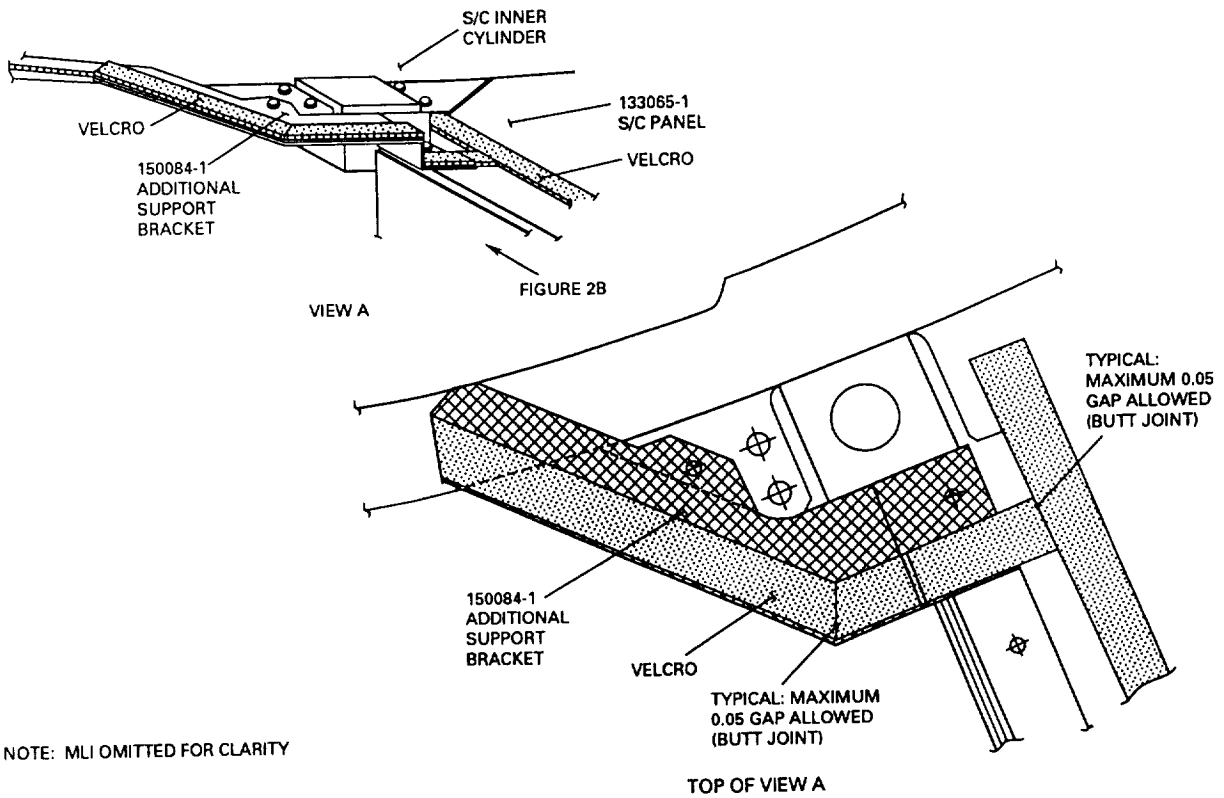 S/C INNER
CYLINDER
133065-1
S/C PANEL
VELCRO
VELCRO
150084-1
ADDITIONAL
SUPPORT
BRACKET
FIGURE 2B
VIEW A
TYPICAL:
MAXIMUM 0.05
GAP ALLOWED
(BUTT JOINT)
150084-1
ADDITIONAL
SUPPORT
BRACKET
VELCRO
TYPICAL: MAXIMUM
0.05 GAP ALLOWED
(BUTT JOINT)
NOTE: MLI OMITTED FOR CLARITY
TOP OF VIEW A